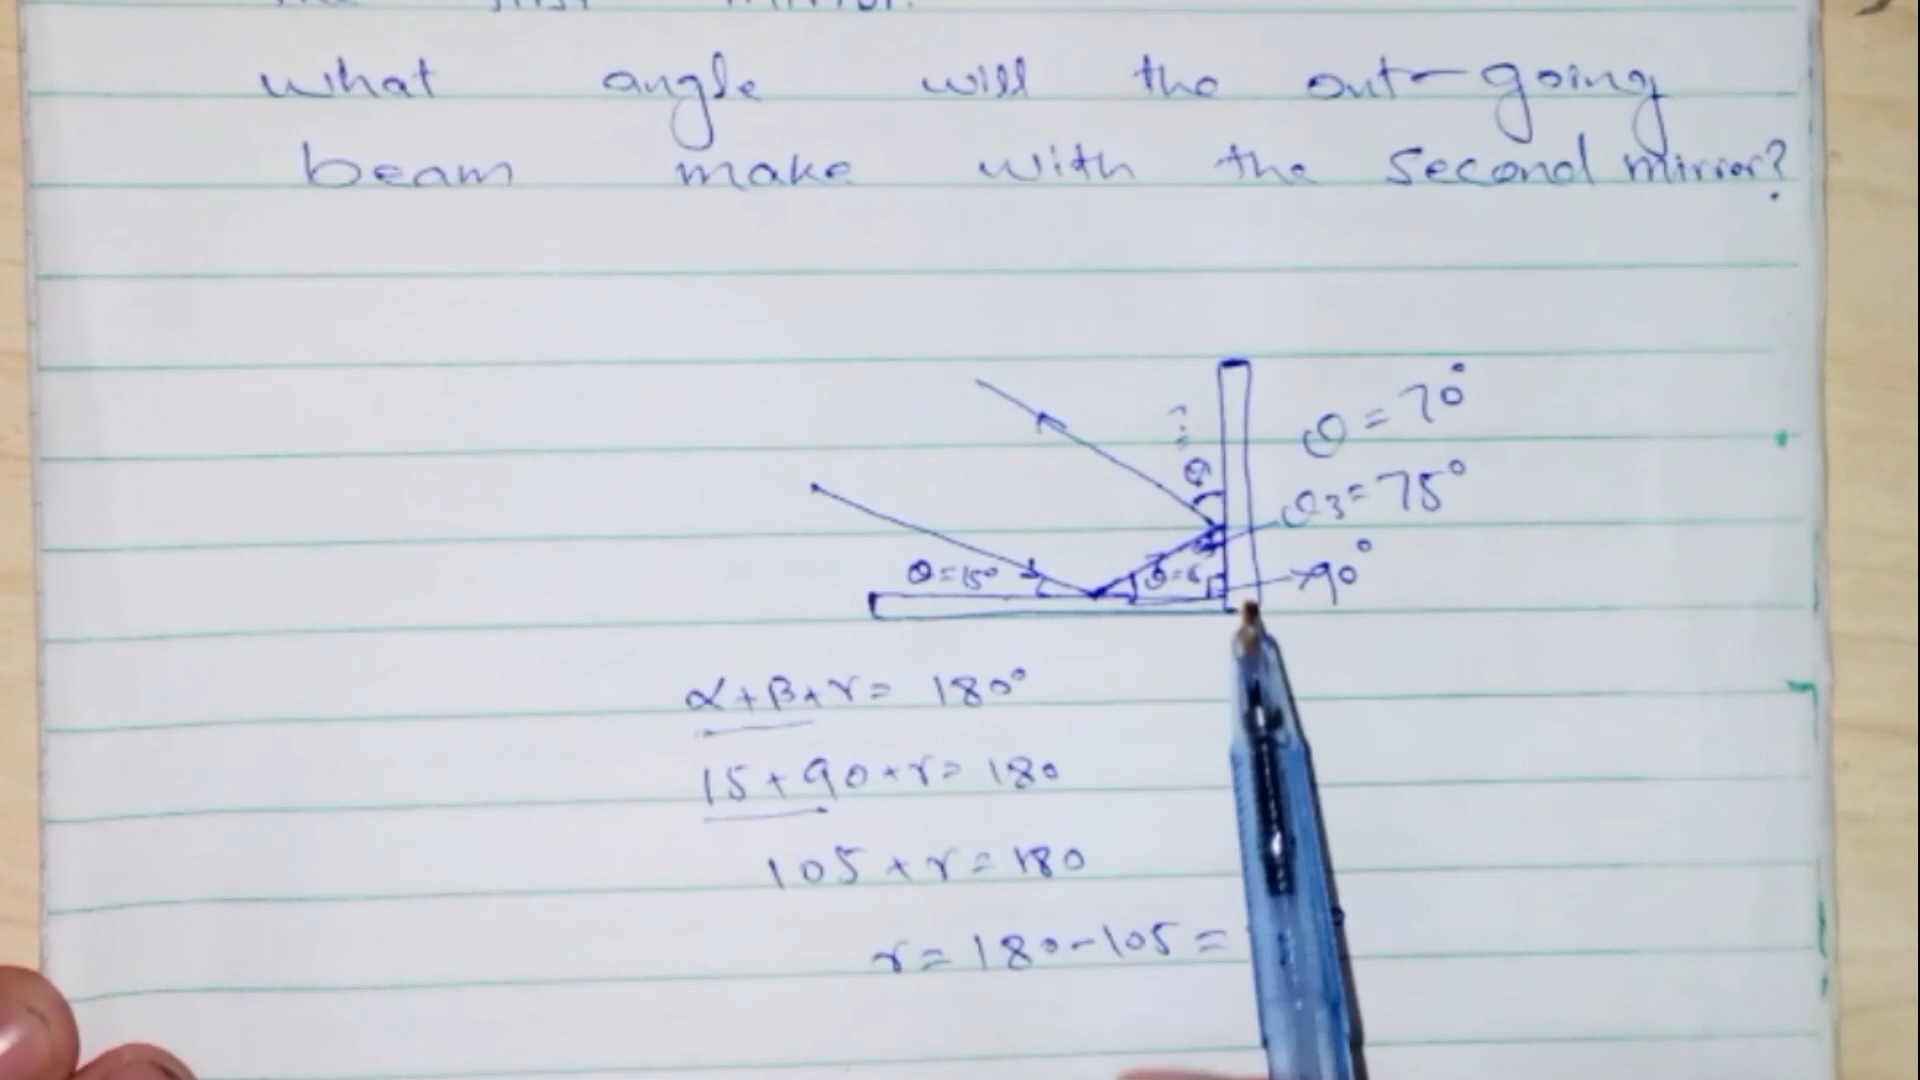 what angle will the out-going
beam make with the second mirror?
θ = 70°
θ = ?
θ3 = 75°
θ = 15°
90°
α + β + γ = 180°
15 + 90 + γ = 180
105 + γ = 180
γ = 180 - 105 =